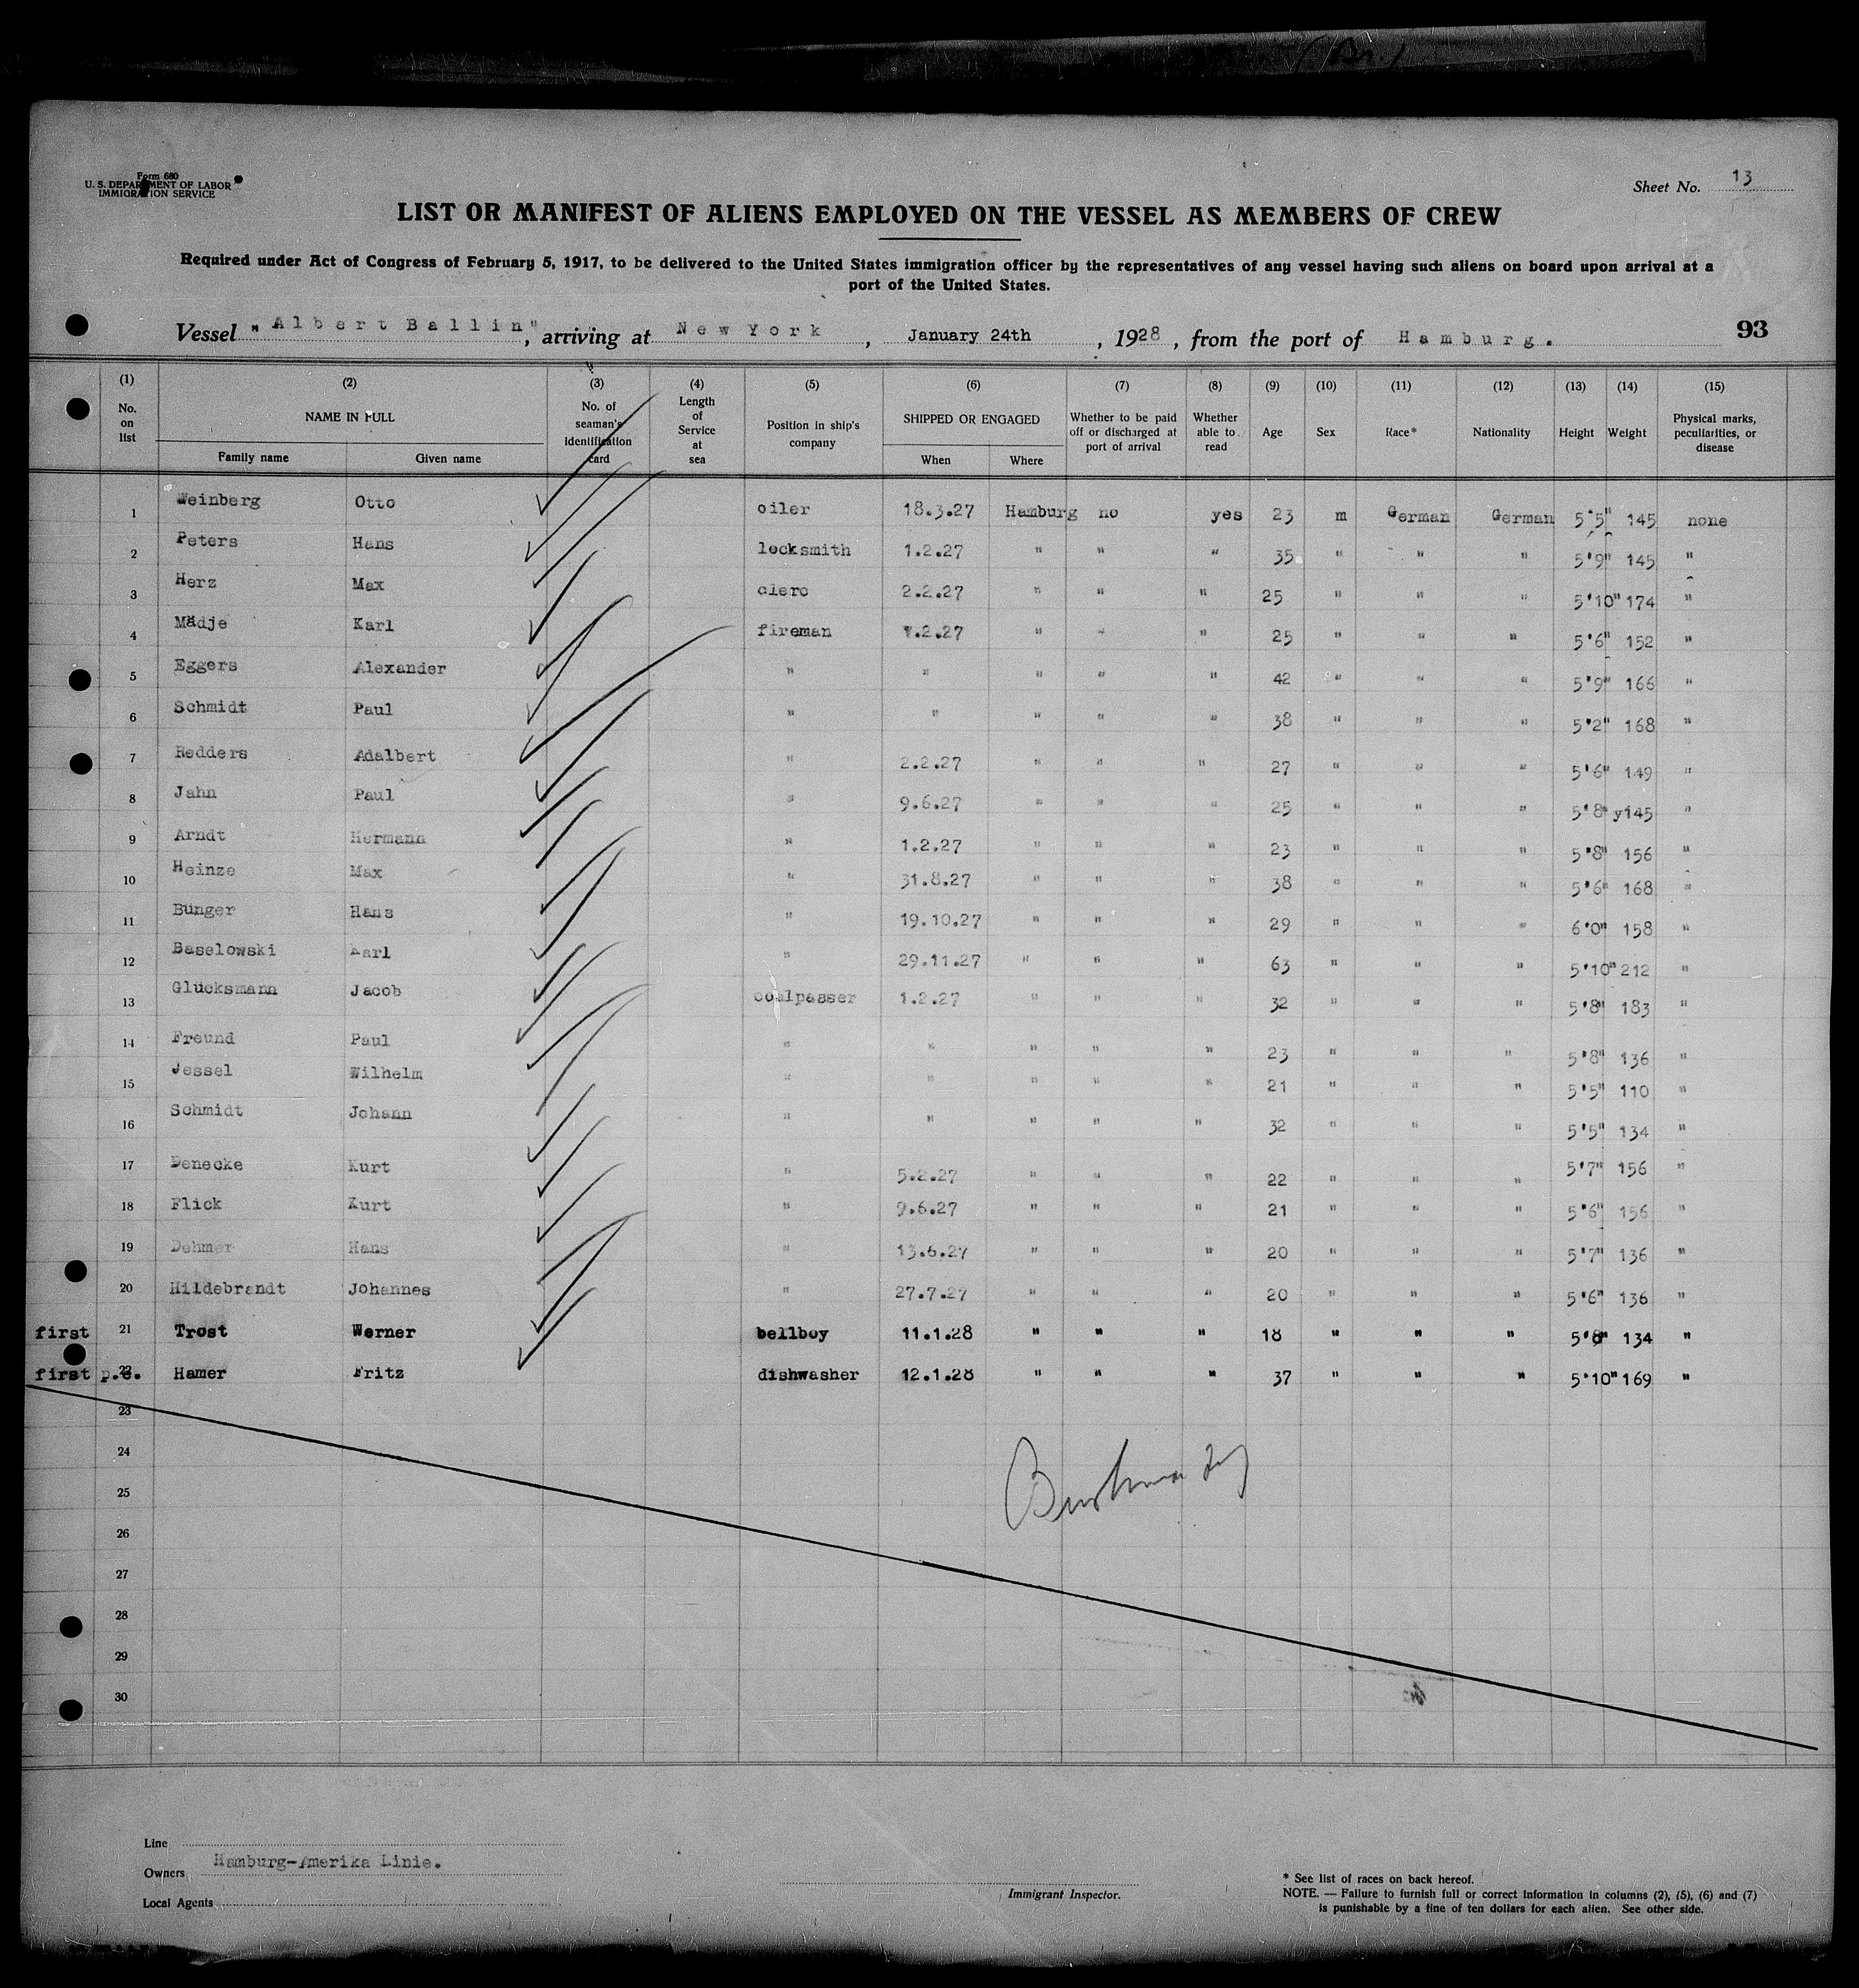 Form 680
U. S. DEPARTMENT OF LABOR
IMMIGRATION SERVICE
Sheet No. 13
LIST OR MANIFEST OF ALIENS EMPLOYED ON THE VESSEL AS MEMBERS OF CREW
Required under Act of Congress of February 5, 1917, to be delivered to the United States immigration officer by the representatives of any vessel having such aliens on board upon arrival at a
port of the United States.
Vessel "Albert Ballin", arriving at New York, January 24th, 1928, from the port of Hamburg. 93
(1) (2) (3) (4) (5) (6) (7) (8) (9) (10) (11) (12) (13) (14) (15)
No. on list NAME IN FULL Family name Given name No. of seaman's identification card Length of Service at sea Position in ship's company SHIPPED OR ENGAGED When Where Whether to be paid off or discharged at port of arrival Whether able to read Age Sex Race* Nationality Height Weight Physical marks, peculiarities, or disease
1 Weinberg Otto oiler 18.3.27 Hamburg no yes 23 m German German 5'5" 145 none
2 Peters Hans locksmith 1.2.27 " " " 35 " " " 5'9" 145 "
3 Herz Max clerc 2.2.27 " " " 25 " " " 5'10" 174 "
4 Mädje Karl fireman 1.2.27 " " " 25 " " " 5'6" 152 "
5 Eggers Alexander " " " " " 42 " " " 5'9" 166 "
6 Schmidt Paul " " " " " 38 " " " 5'2" 168 "
7 Redders Adalbert " 2.2.27 " " " 27 " " " 5'6" 149 "
8 Jahn Paul " 9.6.27 " " " 25 " " " 5'8" y145 "
9 Arndt Hermann " 1.2.27 " " " 23 " " " 5'8" 156 "
10 Heinze Max " 31.8.27 " " " 38 " " " 5'6" 168 "
11 Bünger Hans " 19.10.27 " " " 29 " " " 6'0" 158 "
12 Baselowski Karl " 29.11.27 " " " 63 " " " 5'10" 212 "
13 Glücksmann Jacob coalpasser 1.2.27 " " " 32 " " " 5'8" 183 "
14 Freund Paul " " " " " 23 " " " 5'8" 136 "
15 Jessel Wilhelm " " " " " 21 " " " 5'5" 110 "
16 Schmidt Johann " " " " " 32 " " " 5'5" 134 "
17 Denecke Kurt " 5.2.27 " " " 22 " " " 5'7" 156 "
18 Flick Kurt " 9.6.27 " " " 21 " " " 5'6" 156 "
19 Dehmer Hans " 13.6.27 " " " 20 " " " 5'7" 136 "
20 Hildebrandt Johannes " 27.7.27 " " " 20 " " " 5'6" 136 "
first 21 Trost Werner bellboy 11.1.28 " " " 18 " " " 5'8" 134 "
first p.e. 22 Hamer Fritz dishwasher 12.1.28 " " " 37 " " " 5'10" 169 "
23
24
25
26
27
28
29
30
Line
Owners Hamburg-Amerika Linie.
Local Agents
Immigrant Inspector.
* See list of races on back hereof.
NOTE. — Failure to furnish full or correct information in columns (2), (5), (6) and (7)
is punishable by a fine of ten dollars for each alien. See other side.